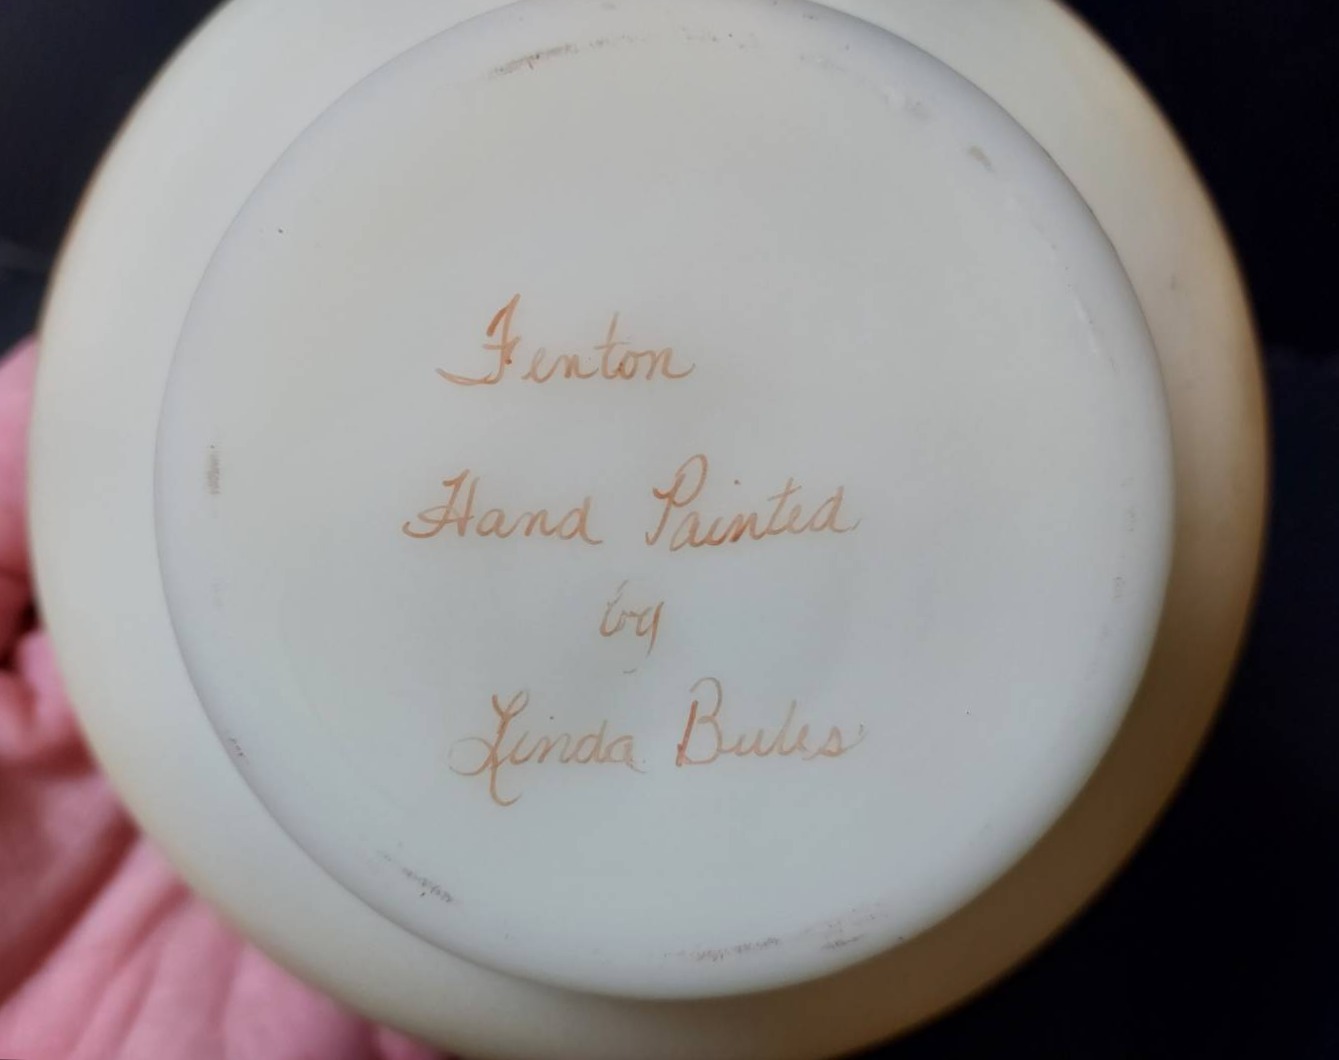 Fenton
Hand Painted
by
Linda Bules